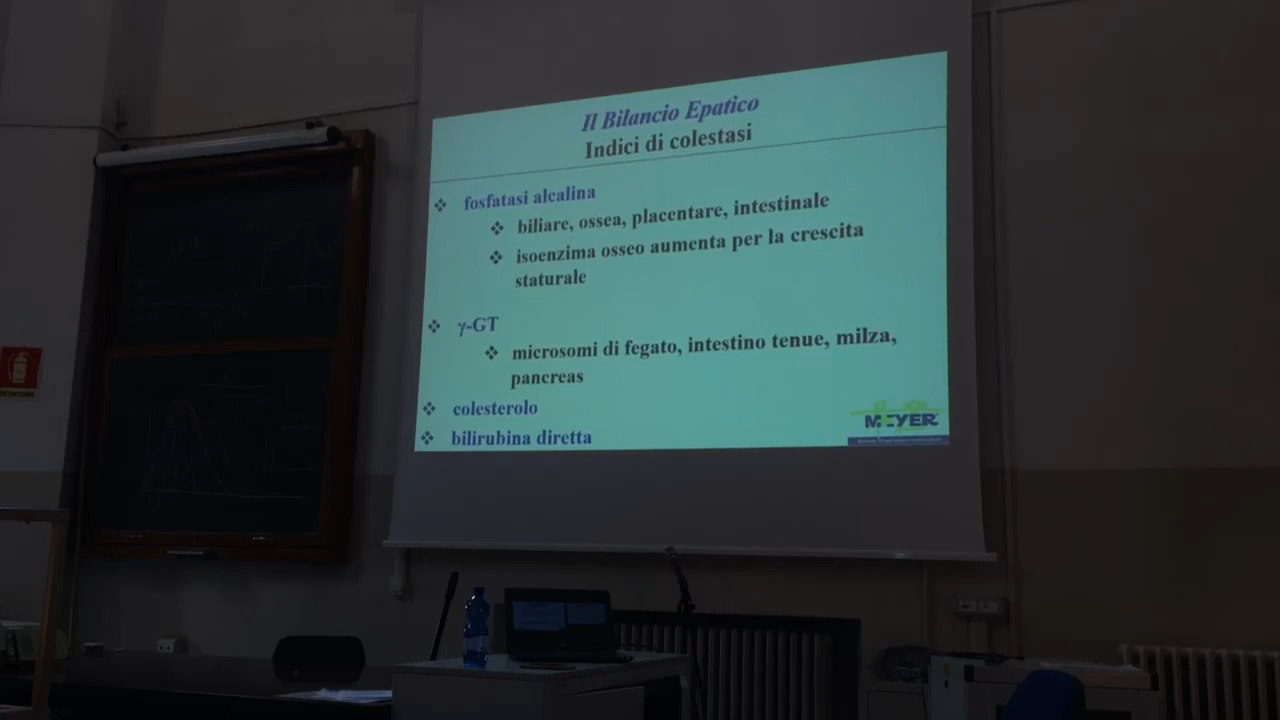 Il Bilancio Epatico
Indici di colestasi
❖ fosfatasi alcalina
❖ biliare, ossea, placentare, intestinale
❖ isoenzima osseo aumenta per la crescita
staturale
❖ γ-GT
❖ microsomi di fegato, intestino tenue, milza,
pancreas
❖ colesterolo
❖ bilirubina diretta
MEYER